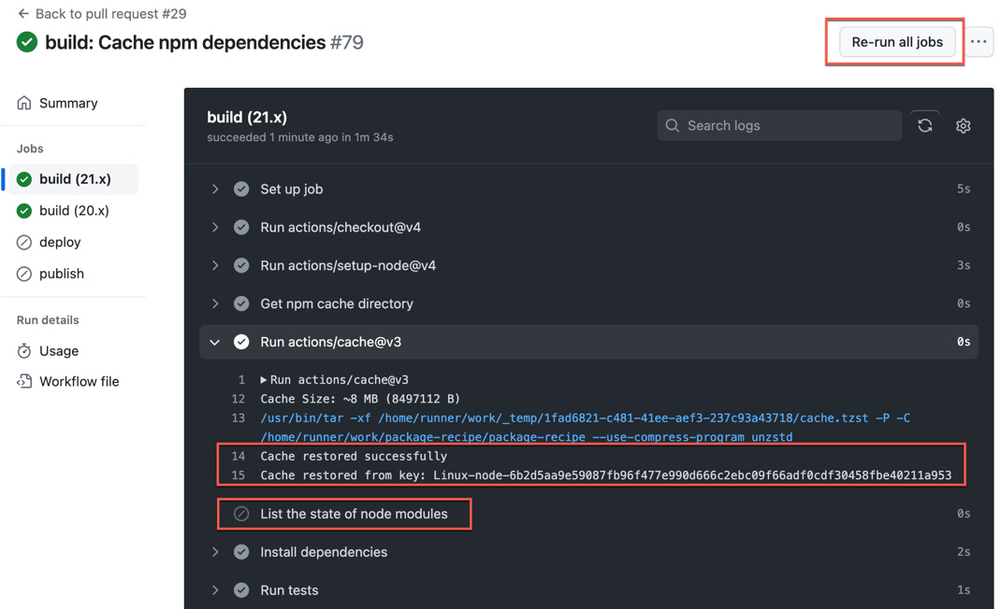 Back to pull request #29
build: Cache npm dependencies #79
Re-run all jobs
Summary
Jobs
build (21.x)
build (20.x)
deploy
publish
Run details
Usage
Workflow file
build (21.x)
succeeded 1 minute ago in 1m 34s
Search logs
Set up job 5s
Run actions/checkout@v4 0s
Run actions/setup-node@v4 3s
Get npm cache directory 0s
Run actions/cache@v3 0s
1 Run actions/cache@v3
12 Cache Size: ~8 MB (8497112 B)
13 /usr/bin/tar -xf /home/runner/work/_temp/1fad6821-c481-41ee-aef3-237c93a43718/cache.tzst -P -C
/home/runner/work/package-recipe/package-recipe --use-compress-program unzstd
14 Cache restored successfully
15 Cache restored from key: Linux-node-6b2d5aa9e59087fb96f477e990d666c2ebc09f66adf0cdf30458fbe40211a953
List the state of node modules 0s
Install dependencies 2s
Run tests 1s